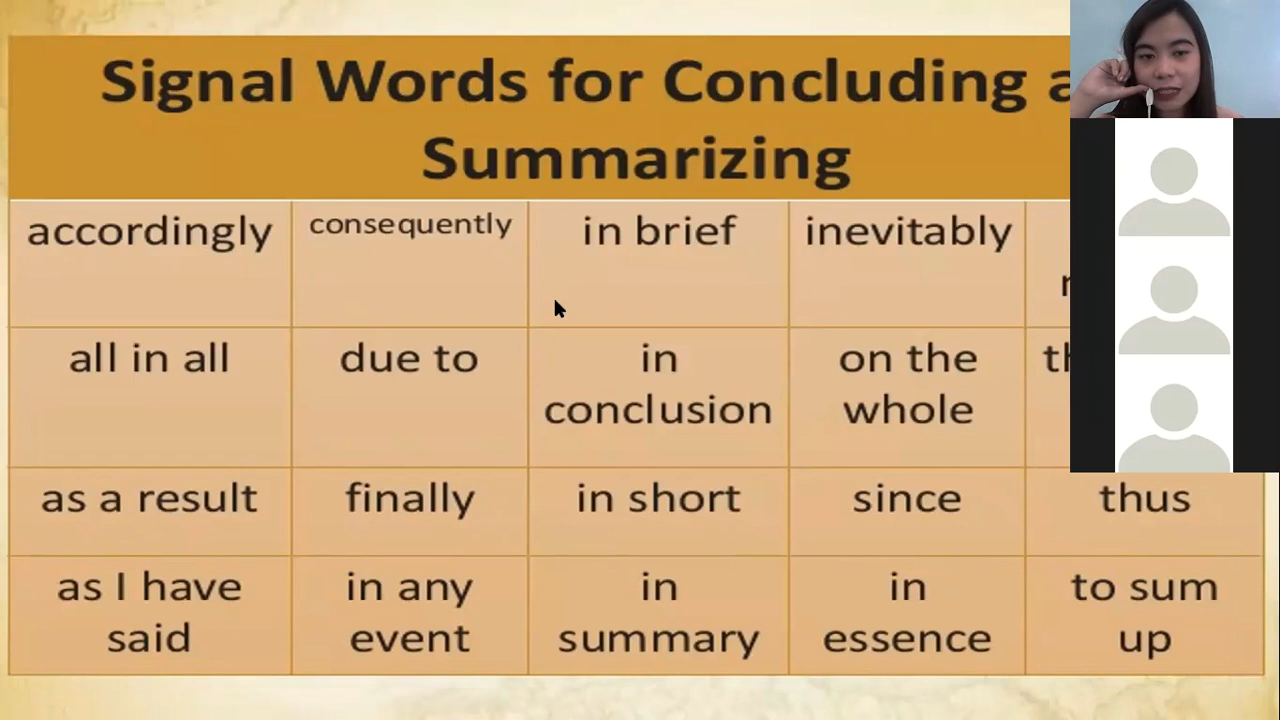 Signal Words for Concluding
Summarizing
accordingly
consequently
in brief
inevitably
all in all
due to
in
conclusion
on the
whole
as a result
finally
in short
since
thus
as I have
said
in any
event
in
summary
in
essence
to sum
up